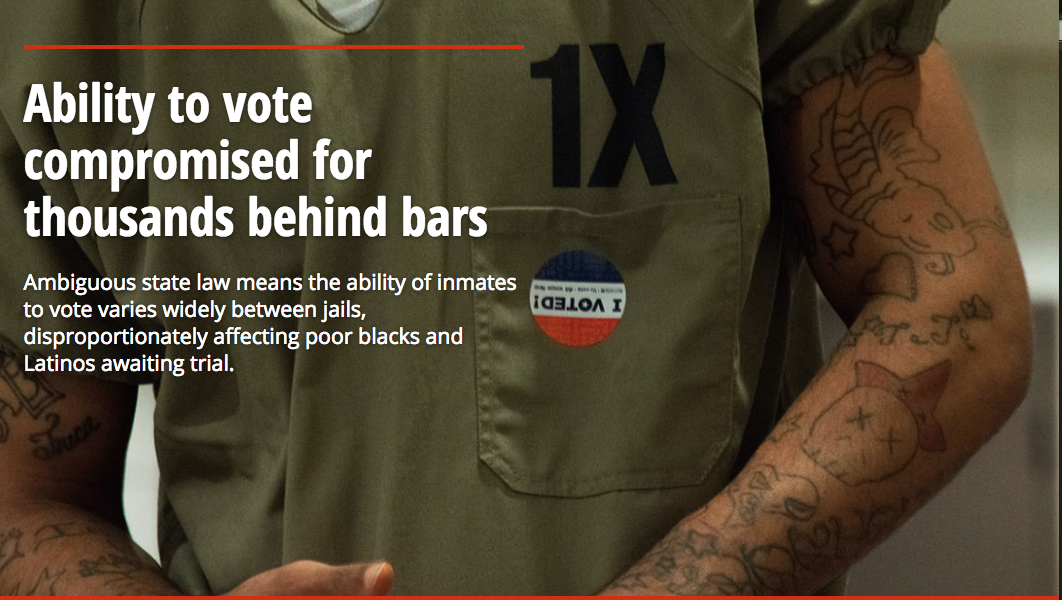 Ability to vote
compromised for
thousands behind bars
Ambiguous state law means the ability of inmates
to vote varies widely between jails,
disproportionately affecting poor blacks and
Latinos awaiting trial.
1X
I VOTED!